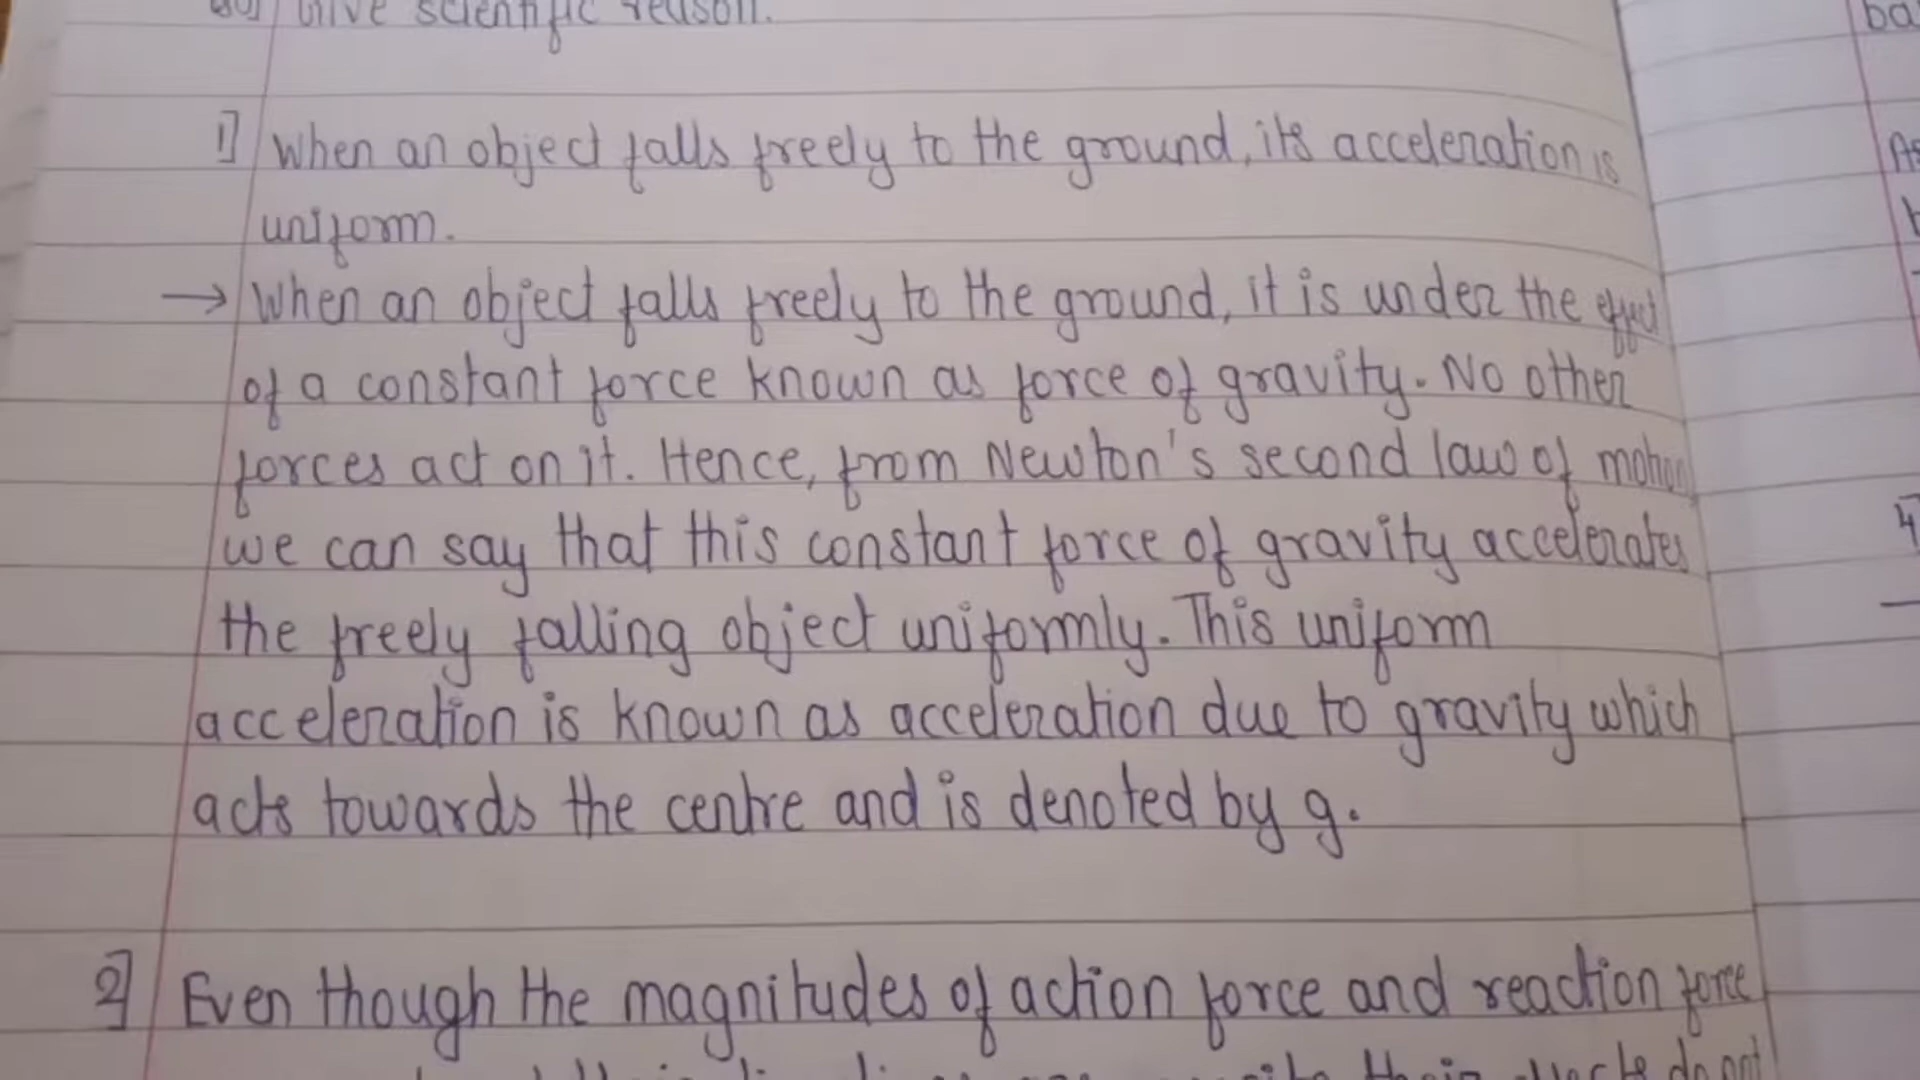 Give scientific reason.
1] When an object falls freely to the ground, its acceleration is
uniform.
→ When an object falls freely to the ground, it is under the effect
of a constant force known as force of gravity. No other
forces act on it. Hence, from Newton's second law of motion
we can say that this constant force of gravity accelerates
the freely falling object uniformly. This uniform
acceleration is known as acceleration due to gravity which
acts towards the centre and is denoted by g.
2] Even though the magnitudes of action force and reaction force
do not
ba
As
4]